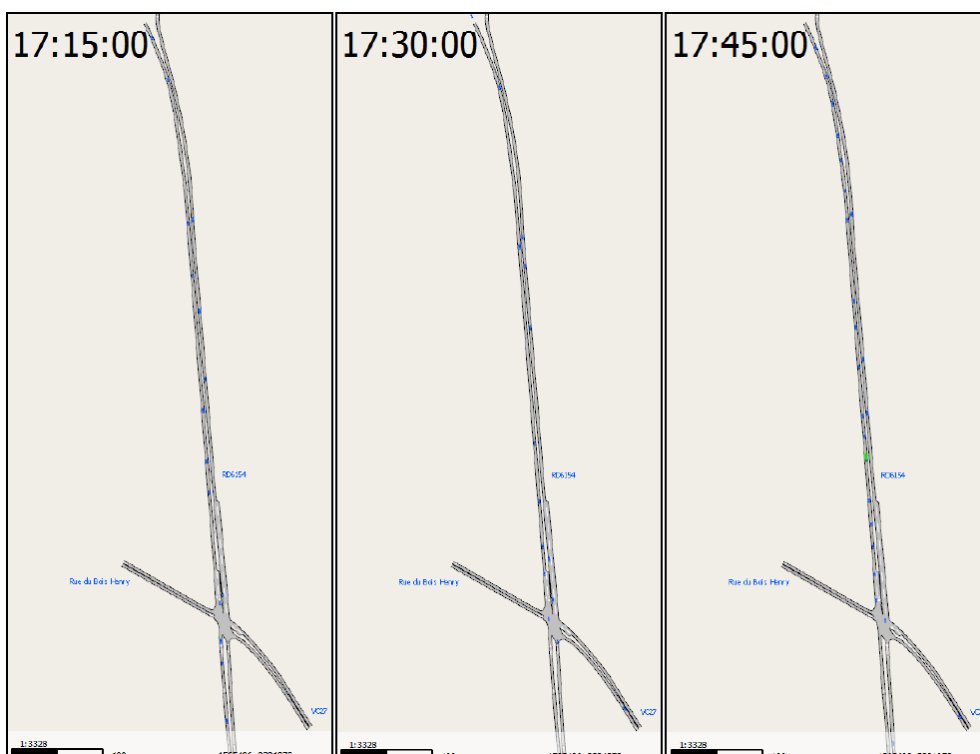 17:15:00
17:30:00
17:45:00
RD6154
RD6154
RD6154
Rue du Bois Henry
Rue du Bois Henry
Rue du Bois Henry
VC27
VC27
VC
1:3328
1:3328
1:3328